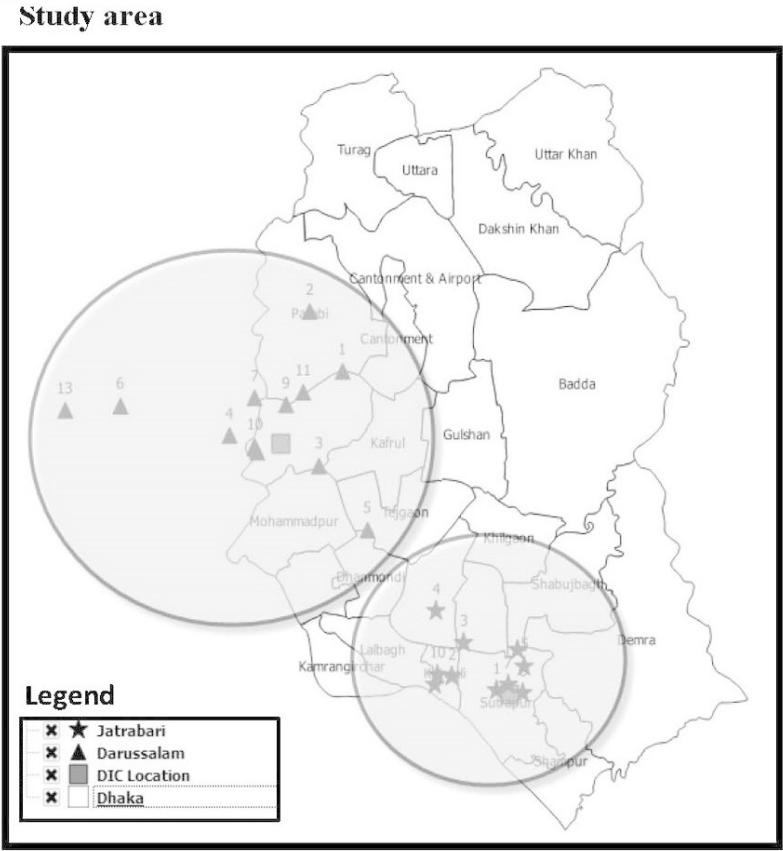 Study area
Turag
Uttara
Uttar Khan
Dakshin Khan
Cantonment & Airport
2
Cantonment
1
11
7
9
13
6
Badda
4
10
Gulshan
3
Kafrul
5
Tejgaon
Mohammadpur
Khilgaon
Dhanmondi
Shabujbagh
4
3
Demra
5
Lalbagh
10 2
Kamrangirchar
6
1
Sutrapur
Shampur
Legend
Jatrabari
Darussalam
DIC Location
Dhaka